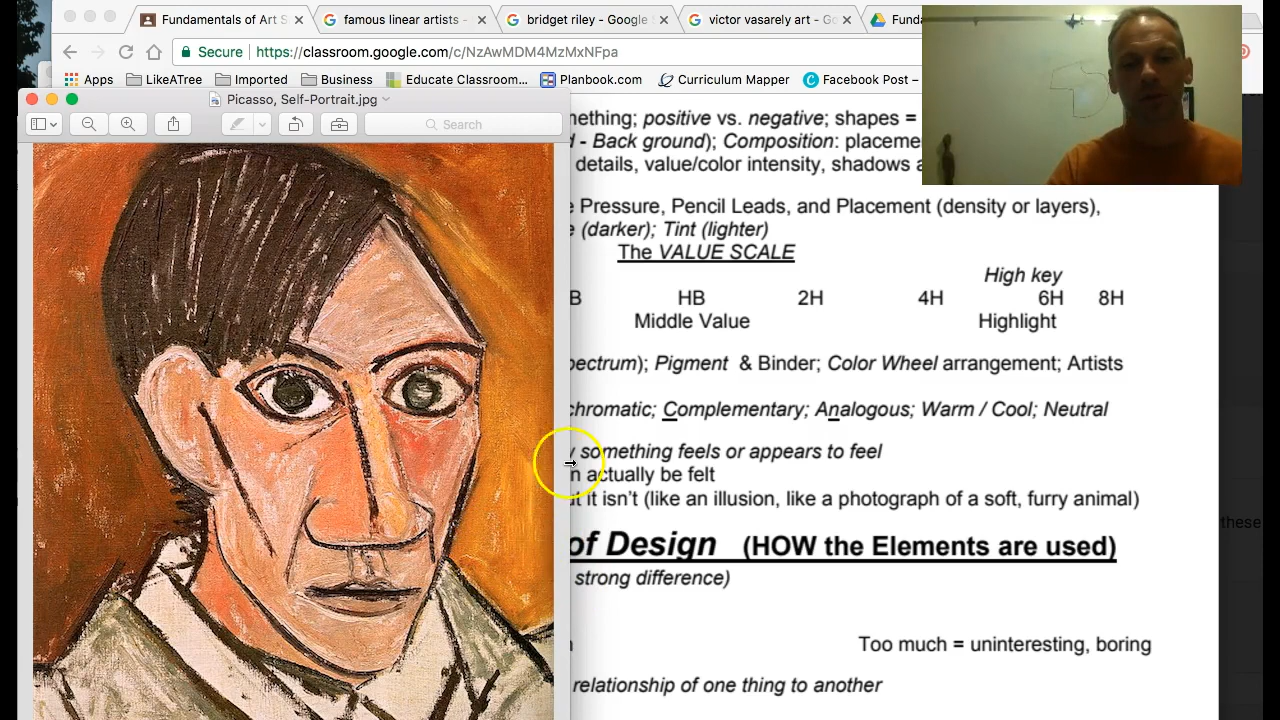 Fundamentals of Art S
famous linear artists -
bridget riley - Google
victor vasarely art - Go
Funda
Secure
https://classroom.google.com/c/NzAwMDM4MzMxNFpa
Apps
LikeATree
Imported
Business
Educate Classroom...
Planbook.com
Curriculum Manager
Facebook Post –
Picasso, Self-Portrait.jpg
Search
nething; positive vs. negative; shapes =
d - Back ground); Composition: placeme
details, value/color intensity, shadows a
e Pressure, Pencil Leads, and Placement (density or layers),
e (darker); Tint (lighter)
The VALUE SCALE
High key
B HB 2H 4H 6H 8H
Middle Value Highlight
pectrum); Pigment & Binder; Color Wheel arrangement; Artists
chromatic; Complementary; Analogous; Warm / Cool; Neutral
y something feels or appears to feel
n actually be felt
ut it isn't (like an illusion, like a photograph of a soft, furry animal)
these
of Design (HOW the Elements are used)
strong difference)
Too much = uninteresting, boring
relationship of one thing to another